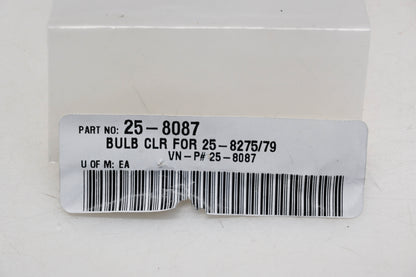 PART NO: 25-8087
BULB CLR FOR 25-8275/79
VN-P# 25-8087
U OF M: EA